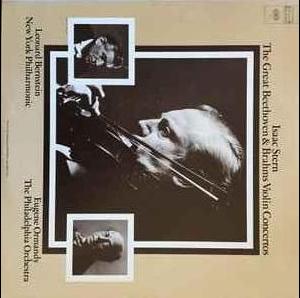 Isaac Stern
The Great Beethoven & Brahms Violin Concertos
Leonard Bernstein
New York Philharmonic
Eugene Ormandy
The Philadelphia Orchestra